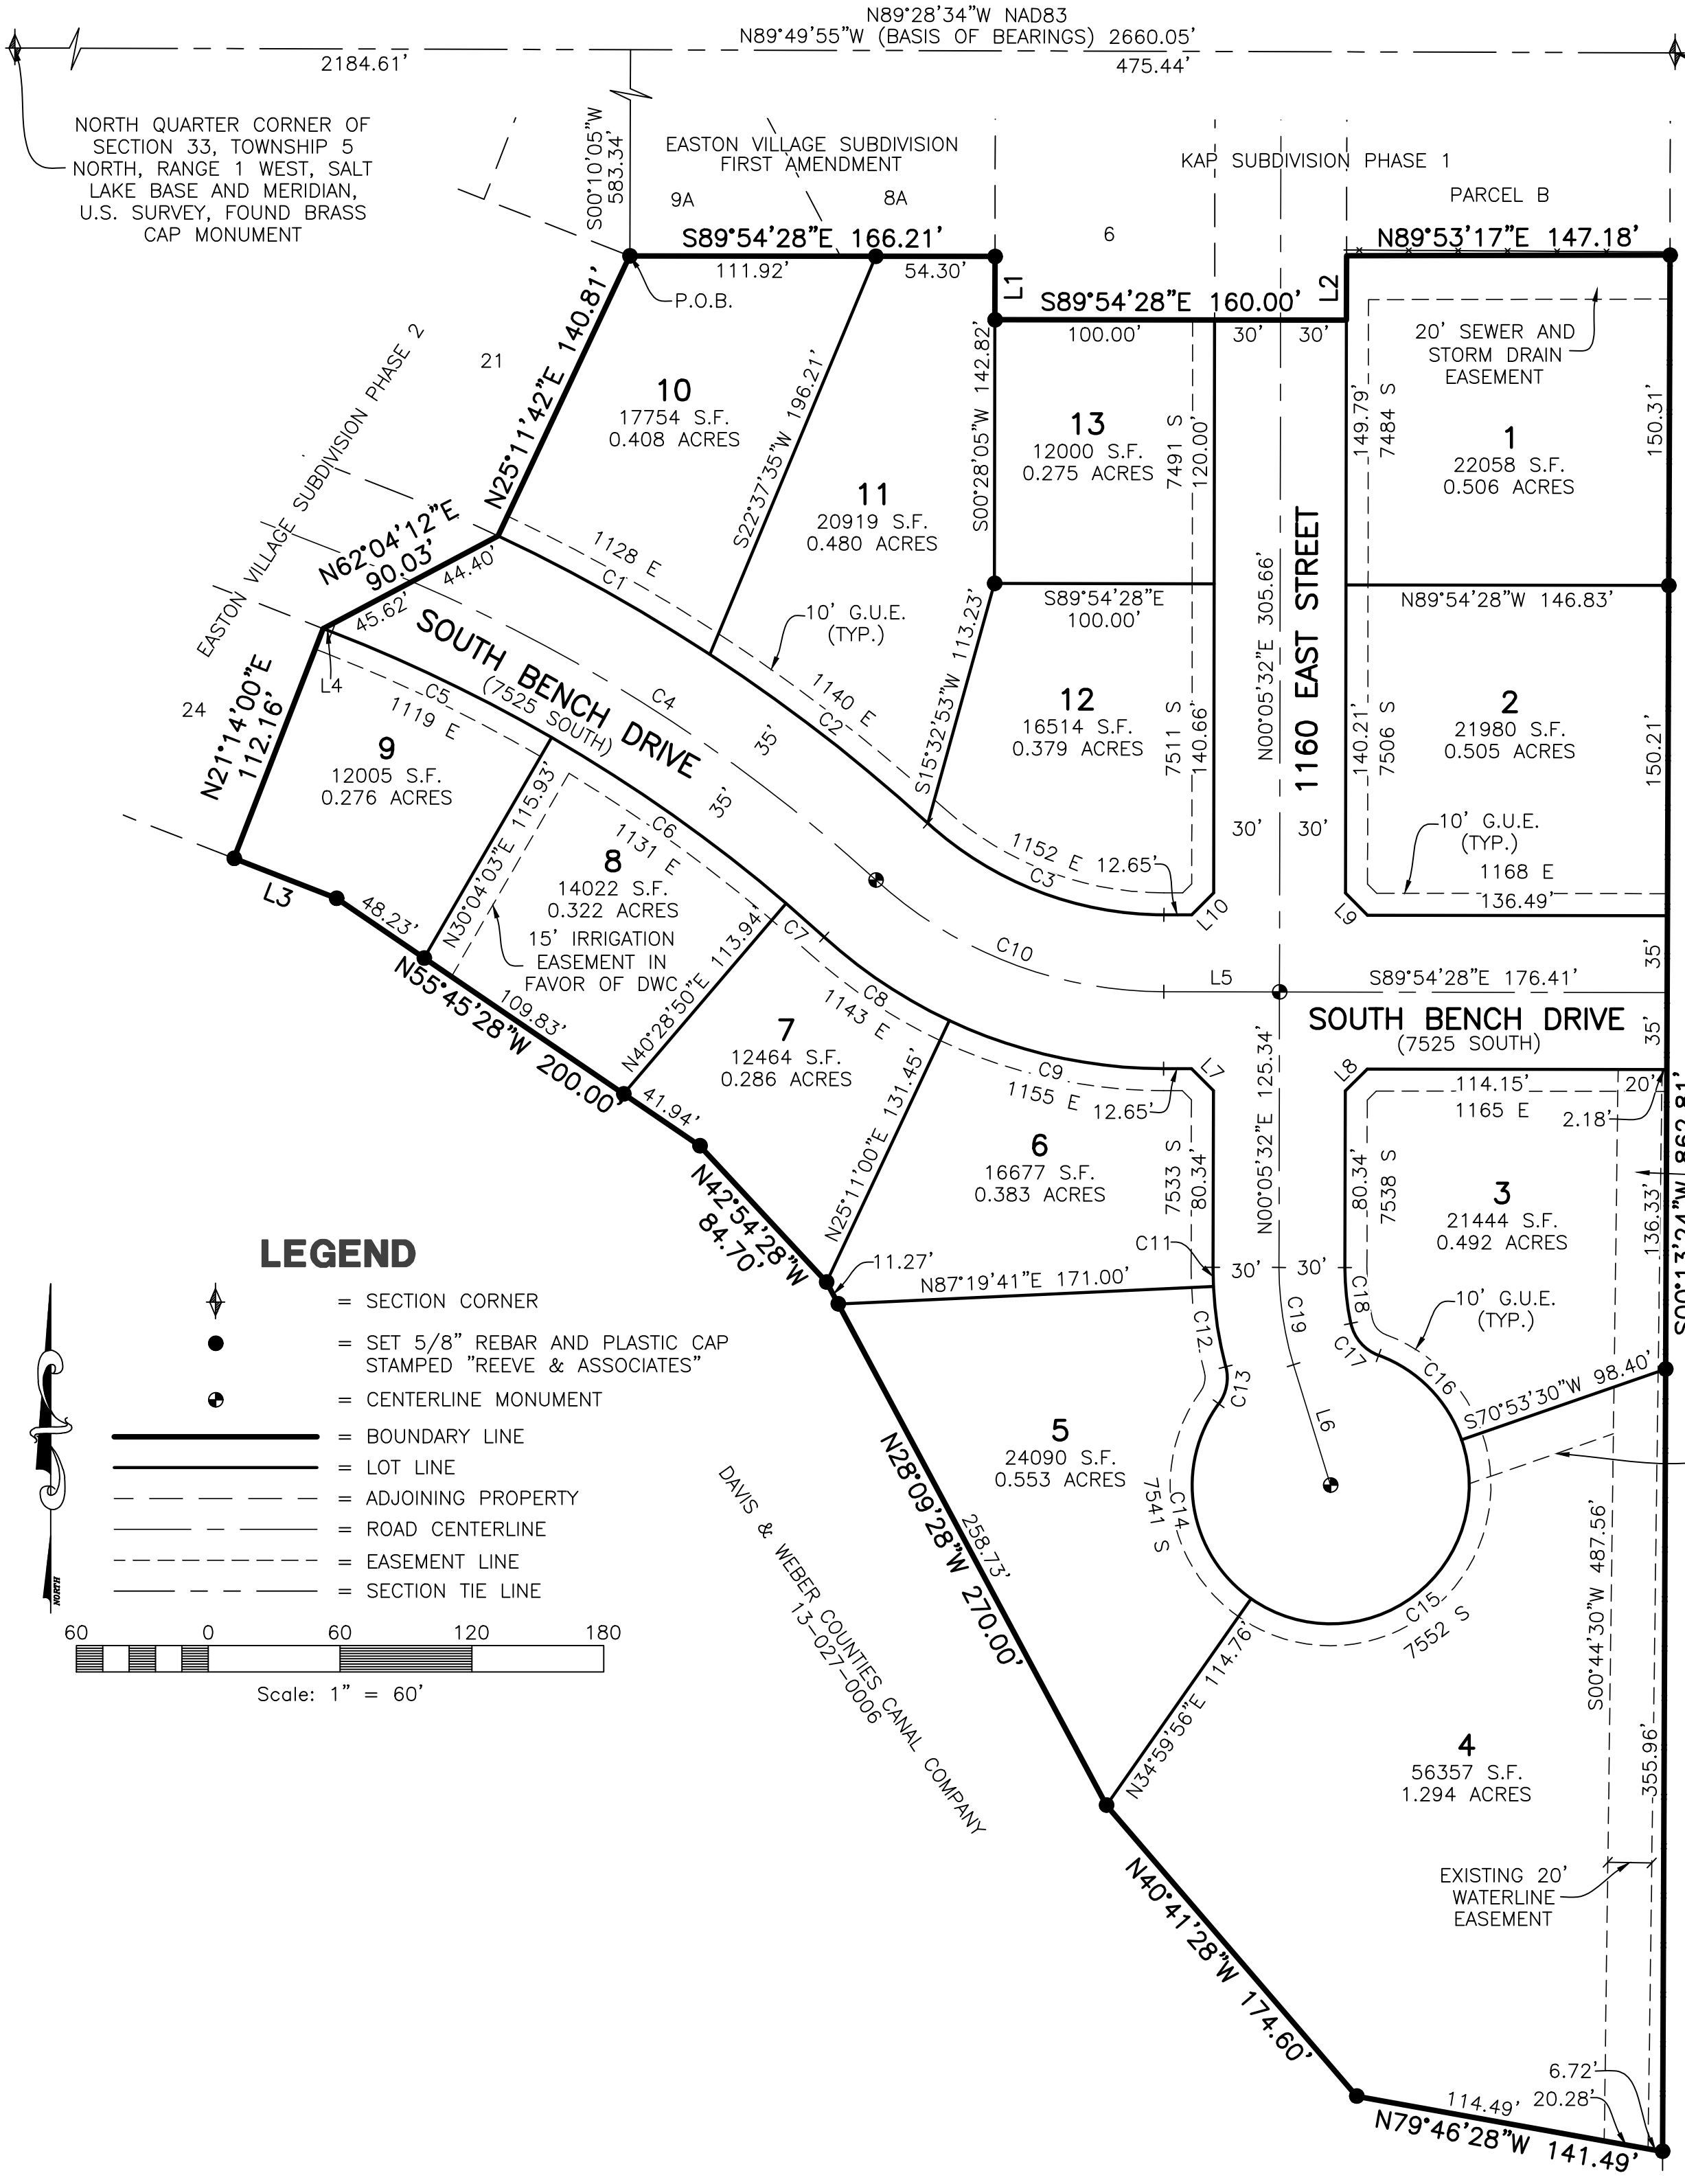 N89°28'34"W NAD83
N89°49'55"W (BASIS OF BEARINGS) 2660.05'
2184.61'
475.44'
NORTH QUARTER CORNER OF
SECTION 33, TOWNSHIP 5
NORTH, RANGE 1 WEST, SALT
LAKE BASE AND MERIDIAN,
U.S. SURVEY, FOUND BRASS
CAP MONUMENT
S00°10'05"W
583.34'
EASTON VILLAGE SUBDIVISION
FIRST AMENDMENT
9A
8A
KAP SUBDIVISION PHASE 1
PARCEL B
6
S89°54'28"E 166.21'
111.92'
54.30'
P.O.B.
L1
S89°54'28"E 160.00'
100.00'
30'
30'
L2
N89°53'17"E 147.18'
20' SEWER AND
STORM DRAIN
EASEMENT
EASTON VILLAGE SUBDIVISION PHASE 2
21
N25°11'42"E 140.81'
10
17754 S.F.
0.408 ACRES
S22°37'35"W 196.21'
11
20919 S.F.
0.480 ACRES
S00°28'05"W 142.82'
13
12000 S.F.
0.275 ACRES
7491 S
120.00'
149.79'
7484 S
1
22058 S.F.
0.506 ACRES
150.31'
N62°04'12"E
90.03'
44.40'
45.62'
1128 E
C1
10' G.U.E.
(TYP.)
S89°54'28"E
100.00'
N00°05'32"E 305.66'
1160 EAST STREET
N89°54'28"W 146.83'
L4
24
N21°14'00"E
112.16'
SOUTH BENCH DRIVE
(7525 SOUTH)
C5
1119 E
C4
35'
35'
1140 E
C2
S15°32'53"W 113.23'
12
16514 S.F.
0.379 ACRES
7511 S
140.66'
140.21'
7506 S
2
21980 S.F.
0.505 ACRES
150.21'
9
12005 S.F.
0.276 ACRES
N30°04'03"E 115.93'
C6
1131 E
8
14022 S.F.
0.322 ACRES
15' IRRIGATION
EASEMENT IN
FAVOR OF DWC
30'
30'
10' G.U.E.
(TYP.)
1168 E
136.49'
1152 E
12.65'
C3
L10
L9
L3
48.23'
N55°45'28"W 200.00'
109.83'
N40°28'50"E 113.94'
C7
C8
1143 E
C10
L5
S89°54'28"E 176.41'
35'
35'
SOUTH BENCH DRIVE
(7525 SOUTH)
7
12464 S.F.
0.286 ACRES
41.94'
N25°11'00"E 131.45'
C9
1155 E
12.65'
L7
L8
N00°05'32"E 125.34'
114.15'
20'
1165 E
2.18'
S00°13'24"W 862.81'
N42°54'28"W
84.70'
6
16677 S.F.
0.383 ACRES
7533 S
80.34'
80.34'
7538 S
3
21444 S.F.
0.492 ACRES
136.33'
C11
30'
30'
11.27'
N87°19'41"E 171.00'
10' G.U.E.
(TYP.)
C12
C19
C18
C17
C16
C13
L6
S70°53'30"W 98.40'
LEGEND
= SECTION CORNER
= SET 5/8" REBAR AND PLASTIC CAP
STAMPED "REEVE & ASSOCIATES"
= CENTERLINE MONUMENT
= BOUNDARY LINE
= LOT LINE
= ADJOINING PROPERTY
= ROAD CENTERLINE
= EASEMENT LINE
= SECTION TIE LINE
NORTH
60 0 60 120 180
Scale: 1" = 60'
5
24090 S.F.
0.553 ACRES
C14
7541 S
N28°09'28"W 270.00'
258.73'
DAVIS & WEBER COUNTIES CANAL COMPANY
13-027-0006
N34°59'56"E 114.76'
C15
7552 S
S00°44'30"W 487.56'
355.96'
4
56357 S.F.
1.294 ACRES
EXISTING 20'
WATERLINE
EASEMENT
N40°41'28"W 174.60'
6.72'
20.28'
114.49'
N79°46'28"W 141.49'